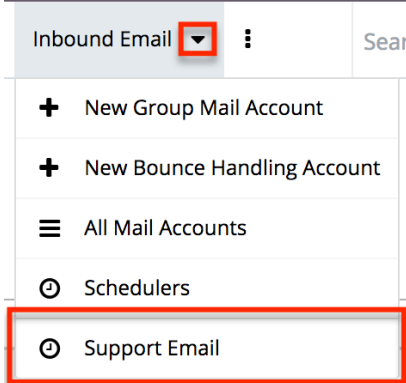 Inbound Email
Sear
New Group Mail Account
New Bounce Handling Account
All Mail Accounts
Schedulers
Support Email